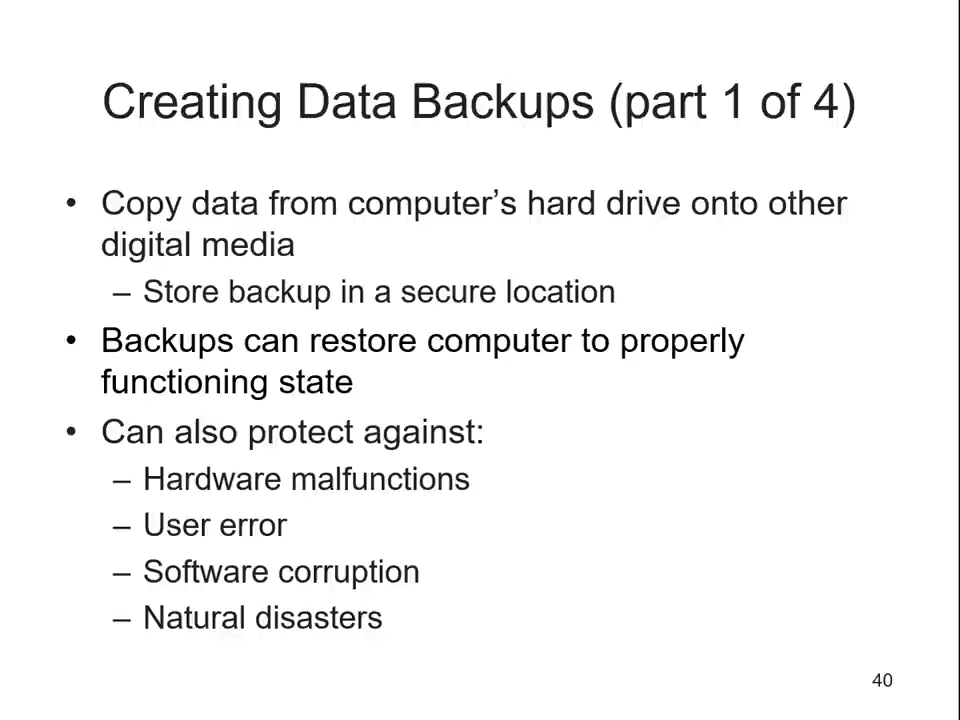 Creating Data Backups (part 1 of 4)
• Copy data from computer’s hard drive onto other
digital media
– Store backup in a secure location
• Backups can restore computer to properly
functioning state
• Can also protect against:
– Hardware malfunctions
– User error
– Software corruption
– Natural disasters
40